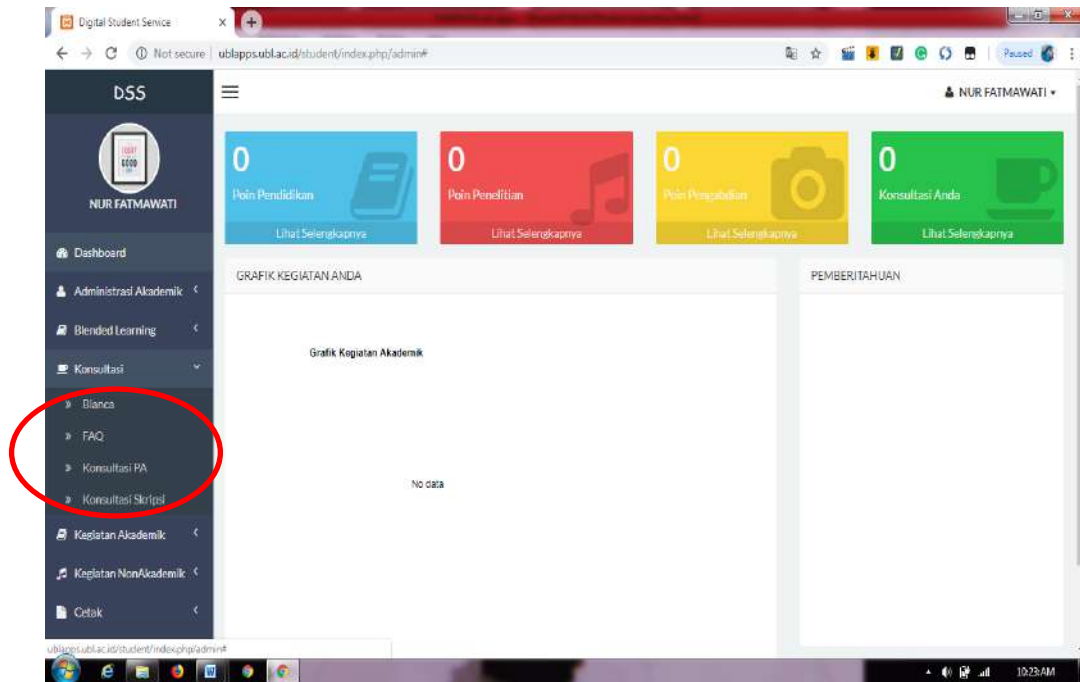 Digital Student Service
Not secure
ublapps.ubl.ac.id/student/index.php/admin#
Paused
DSS
NUR FATMAWATI
NUR FATMAWATI
Dashboard
Administrasi Akademik
Blended Learning
Konsultasi
Blanca
FAQ
Konsultasi PA
Konsultasi Skripsi
Kegiatan Akademik
Kegiatan NonAkademik
Cetak
0
Poin Pendidikan
Lihat Selengkapnya
0
Poin Penelitian
Lihat Selengkapnya
0
Poin Pengabdian
Lihat Selengkapnya
0
Konsultasi Anda
Lihat Selengkapnya
GRAFIK KEGIATAN ANDA
Grafik Kegiatan Akademik
No data
PEMBERITAHUAN
ublapps.ubl.ac.id/student/index.php/admin#
10:23 AM